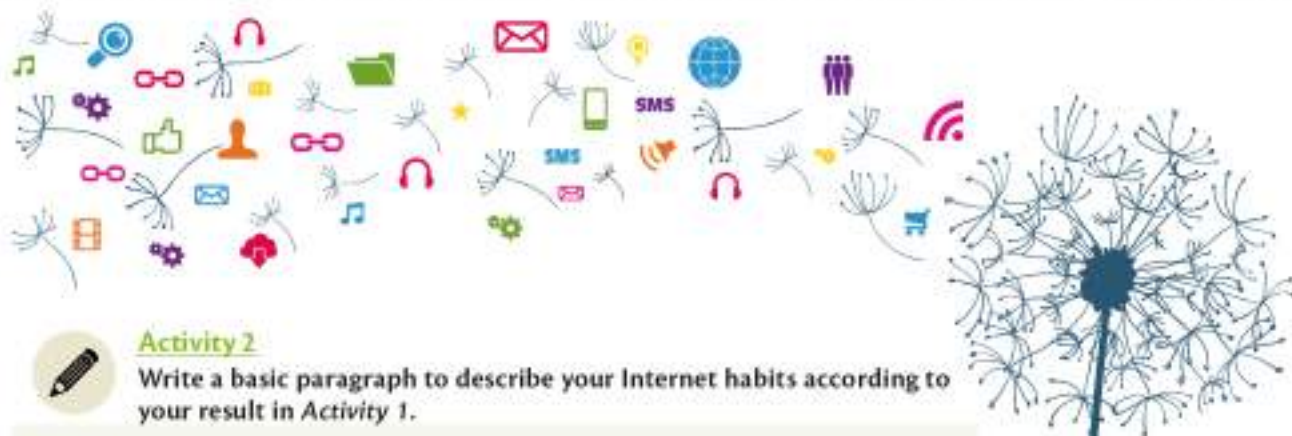 SMS
SMS
Activity 2
Write a basic paragraph to describe your Internet habits according to
your result in Activity 1.